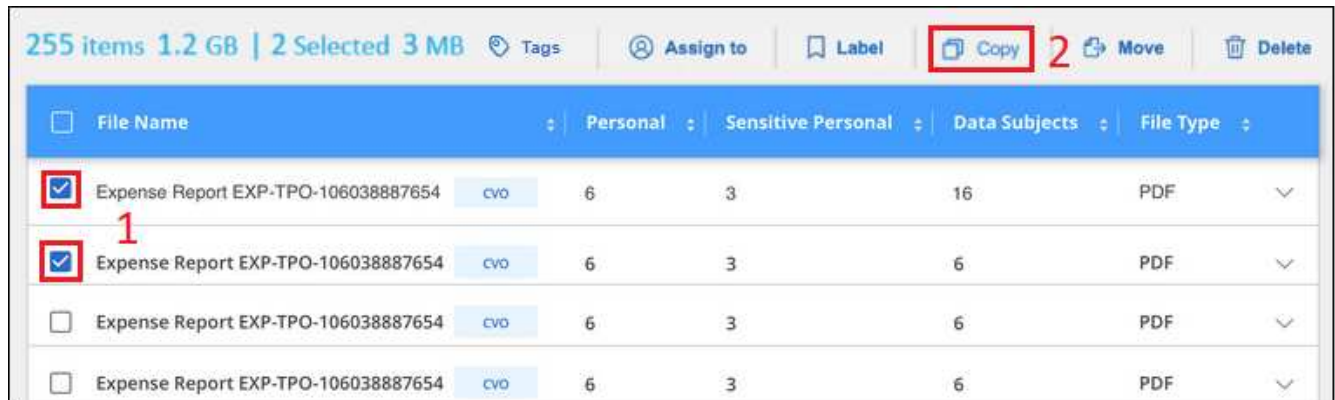 255 items 1.2 GB | 2 Selected 3 MB Tags Assign to Label Copy 2 Move Delete
File Name Personal Sensitive Personal Data Subjects File Type
Expense Report EXP-TPO-106038887654 CVO 6 3 16 PDF
1
Expense Report EXP-TPO-106038887654 CVO 6 3 6 PDF
Expense Report EXP-TPO-106038887654 CVO 6 3 6 PDF
Expense Report EXP-TPO-106038887654 CVO 6 3 6 PDF